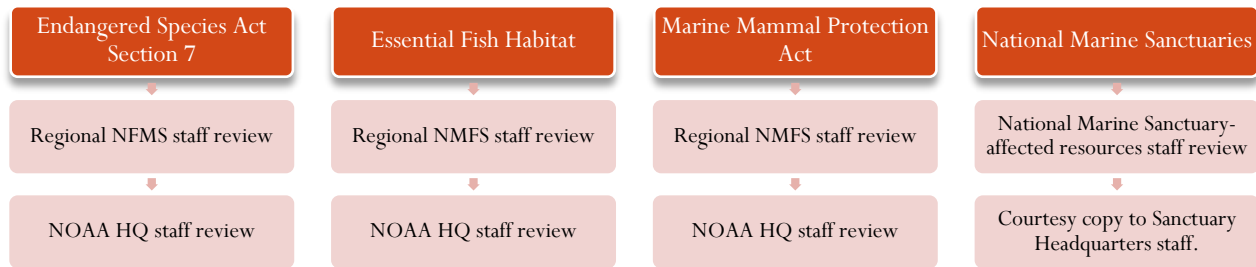 Endangered Species Act
Section 7
Regional NFMS staff review
NOAA HQ staff review
Essential Fish Habitat
Regional NMFS staff review
NOAA HQ staff review
Marine Mammal Protection
Act
Regional NMFS staff review
NOAA HQ staff review
National Marine Sanctuaries
National Marine Sanctuary-
affected resources staff review
Courtesy copy to Sanctuary
Headquarters staff.